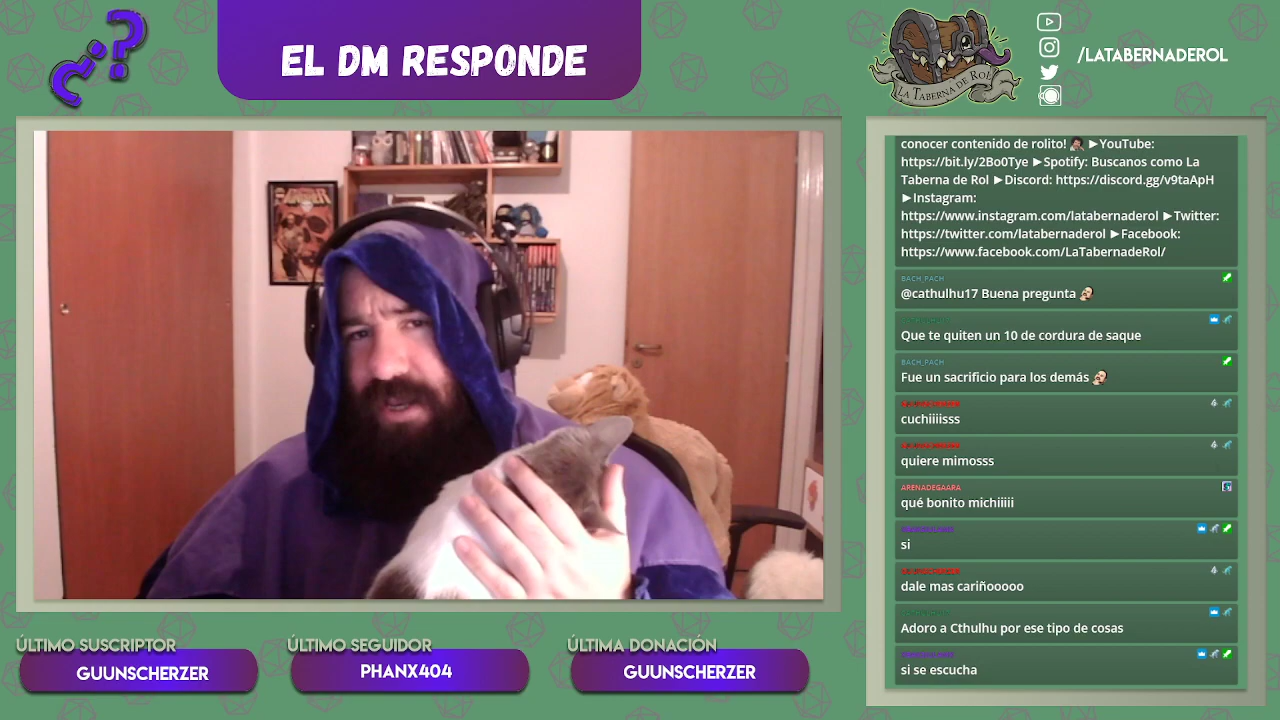 EL DM RESPONDE
LA TABERNA DE ROL
/LATABERNADEROL
conocer contenido de rolito! ►YouTube:
https://bit.ly/2Bo0Tye ►Spotify: Buscanos como La
Taberna de Rol ►Discord: https://discord.gg/v9taApH
►Instagram:
https://www.instagram.com/latabernaderol ►Twitter:
https://twitter.com/latabernaderol ►Facebook:
https://www.facebook.com/LaTabernadeRol/
BACH_PACH
@cathulhu17 Buena pregunta
Que te quiten un 10 de cordura de saque
BACH_PACH
Fue un sacrificio para los demás
cuchiiiisss
quiere mimosss
ARENADEGAARA
qué bonito michiiiii
si
dale mas cariñooooo
Adoro a Cthulhu por ese tipo de cosas
si se escucha
ÚLTIMO SUSCRIPTOR
GUUNSCHERZER
ÚLTIMO SEGUIDOR
PHANX404
ÚLTIMA DONACIÓN
GUUNSCHERZER